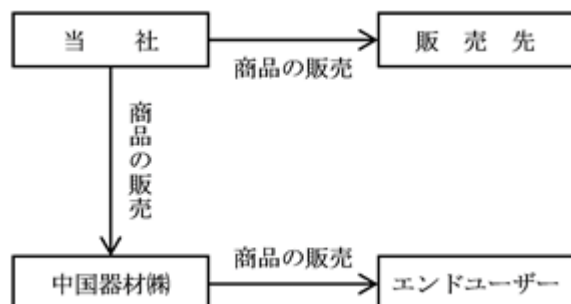 当　　社
販　売　先
商品の販売
商品の販売
商品の販売
中国器材㈱
エンドユーザー